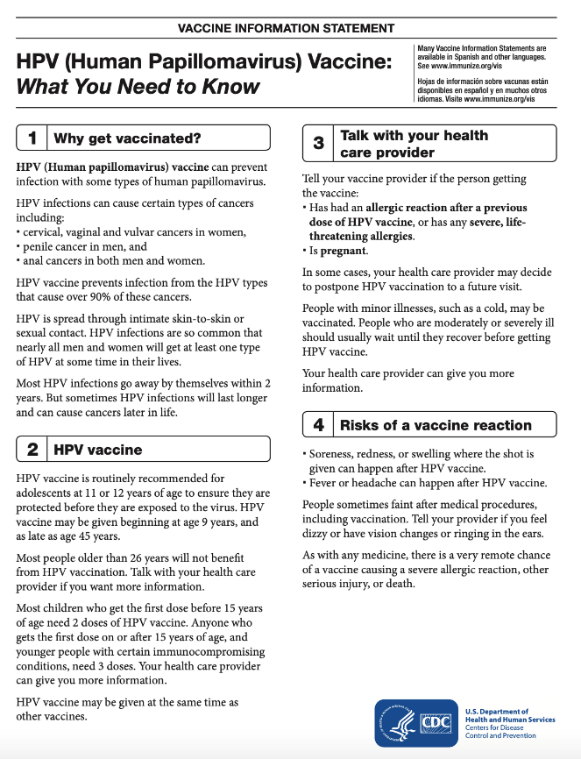 VACCINE INFORMATION STATEMENT
HPV (Human Papillomavirus) Vaccine:
What You Need to Know
Many Vaccine Information Statements are
available in Spanish and other languages.
See www.immunize.org/vis
Hojas de información sobre vacunas están
disponibles en español y en muchos otros
idiomas. Visite www.immunize.org/vis
1 Why get vaccinated?
HPV (Human papillomavirus) vaccine can prevent
infection with some types of human papillomavirus.
HPV infections can cause certain types of cancers
including:
• cervical, vaginal and vulvar cancers in women,
• penile cancer in men, and
• anal cancers in both men and women.
HPV vaccine prevents infection from the HPV types
that cause over 90% of these cancers.
HPV is spread through intimate skin-to-skin or
sexual contact. HPV infections are so common that
nearly all men and women will get at least one type
of HPV at some time in their lives.
Most HPV infections go away by themselves within 2
years. But sometimes HPV infections will last longer
and can cause cancers later in life.
2 HPV vaccine
HPV vaccine is routinely recommended for
adolescents at 11 or 12 years of age to ensure they are
protected before they are exposed to the virus. HPV
vaccine may be given beginning at age 9 years, and
as late as age 45 years.
Most people older than 26 years will not benefit
from HPV vaccination. Talk with your health care
provider if you want more information.
Most children who get the first dose before 15 years
of age need 2 doses of HPV vaccine. Anyone who
gets the first dose on or after 15 years of age, and
younger people with certain immunocompromising
conditions, need 3 doses. Your health care provider
can give you more information.
HPV vaccine may be given at the same time as
other vaccines.
3 Talk with your health
care provider
Tell your vaccine provider if the person getting
the vaccine:
• Has had an allergic reaction after a previous
dose of HPV vaccine, or has any severe, life-
threatening allergies.
• Is pregnant.
In some cases, your health care provider may decide
to postpone HPV vaccination to a future visit.
People with minor illnesses, such as a cold, may be
vaccinated. People who are moderately or severely ill
should usually wait until they recover before getting
HPV vaccine.
Your health care provider can give you more
information.
4 Risks of a vaccine reaction
• Soreness, redness, or swelling where the shot is
given can happen after HPV vaccine.
• Fever or headache can happen after HPV vaccine.
People sometimes faint after medical procedures,
including vaccination. Tell your provider if you feel
dizzy or have vision changes or ringing in the ears.
As with any medicine, there is a very remote chance
of a vaccine causing a severe allergic reaction, other
serious injury, or death.
CDC
U.S. Department of
Health and Human Services
Centers for Disease
Control and Prevention